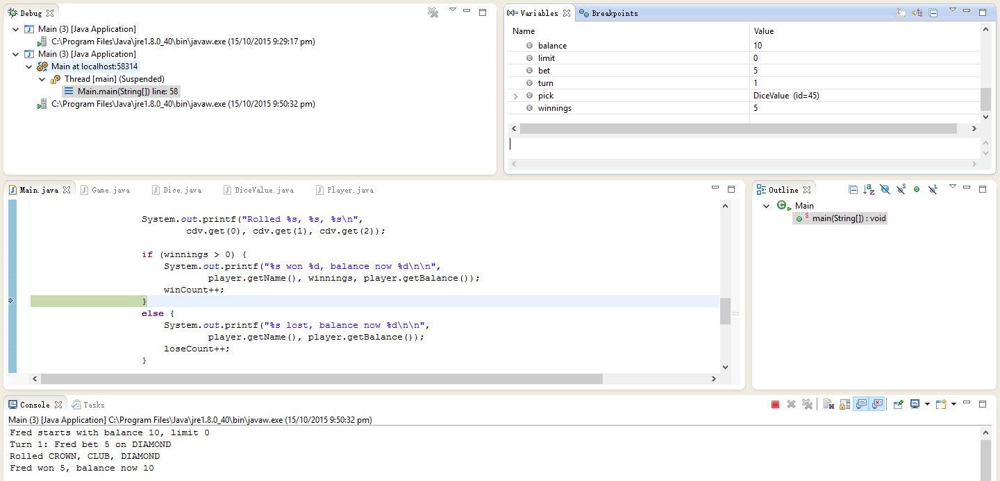 Debug
Main (3) [Java Application]
C:\Program Files\Java\jre1.8.0_40\bin\javaw.exe (15/10/2015 9:29:17 pm)
Main (3) [Java Application]
Main at localhost:58314
Thread [main] (Suspended)
Main.main(String[]) line: 58
C:\Program Files\Java\jre1.8.0_40\bin\javaw.exe (15/10/2015 9:50:32 pm)
(x)= Variables Breakpoints
Name Value
balance 10
limit 0
bet 5
turn 1
pick DiceValue (id=45)
winnings 5
Main.java Game.java Dice.java DiceValue.java Player.java
System.out.printf("Rolled %s, %s, %s\n",
cdv.get(0), cdv.get(1), cdv.get(2));
if (winnings > 0) {
System.out.printf("%s won %d, balance now %d\n\n",
player.getName(), winnings, player.getBalance());
winCount++;
}
else {
System.out.printf("%s lost, balance now %d\n\n",
player.getName(), player.getBalance());
loseCount++;
}
Outline
Main
main(String[]) : void
Console Tasks
Main (3) [Java Application] C:\Program Files\Java\jre1.8.0_40\bin\javaw.exe (15/10/2015 9:50:32 pm)
Fred starts with balance 10, limit 0
Turn 1: Fred bet 5 on DIAMOND
Rolled CROWN, CLUB, DIAMOND
Fred won 5, balance now 10